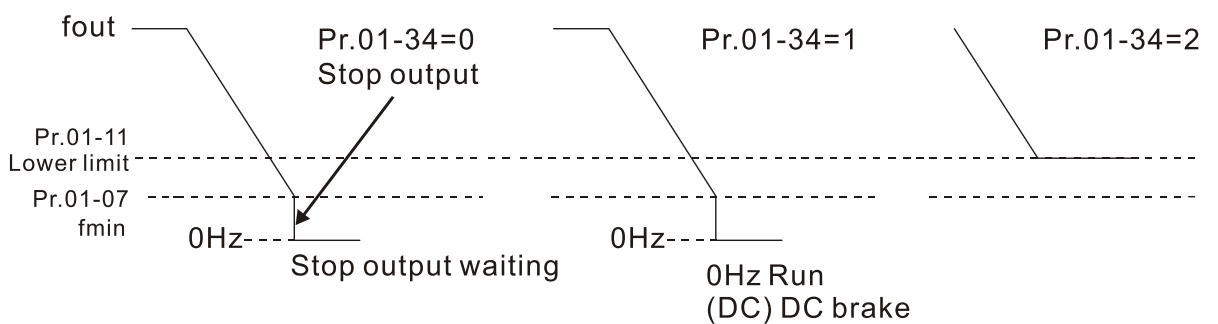 fout
Pr.01-34=0
Stop output
Pr.01-34=1
Pr.01-34=2
Pr.01-11
Lower limit
Pr.01-07
fmin
0Hz
Stop output waiting
0Hz
0Hz Run
(DC) DC brake